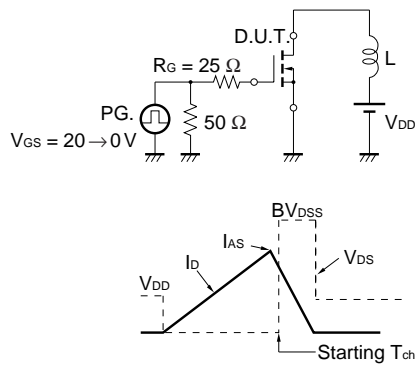 D.U.T.
RG = 25 Ω
L
PG.
50 Ω
VDD
VGS = 20 → 0 V
BVDSS
IAS
ID
VDS
VDD
Starting Tch